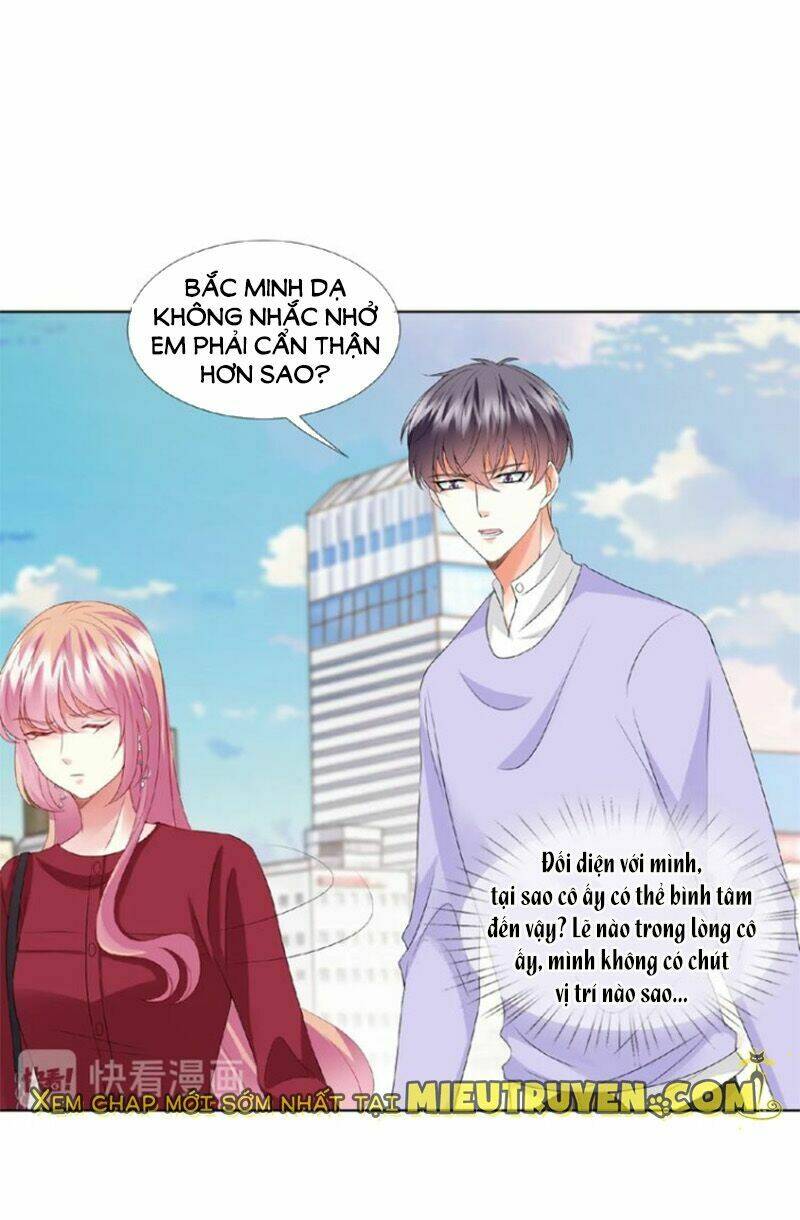 BẮC MINH DẠ
KHÔNG NHẮC NHỞ
EM PHẢI CẨN THẬN
HƠN SAO?
Đối diện với mình,
tại sao cô ấy có thể bình tâm
đến vậy? Lẽ nào trong lòng cô
ấy, mình không có chút
vị trí nào sao...
快看漫画
XEM CHAP MỚI SỚM NHẤT TẠI MIEUTRUYEN.COM